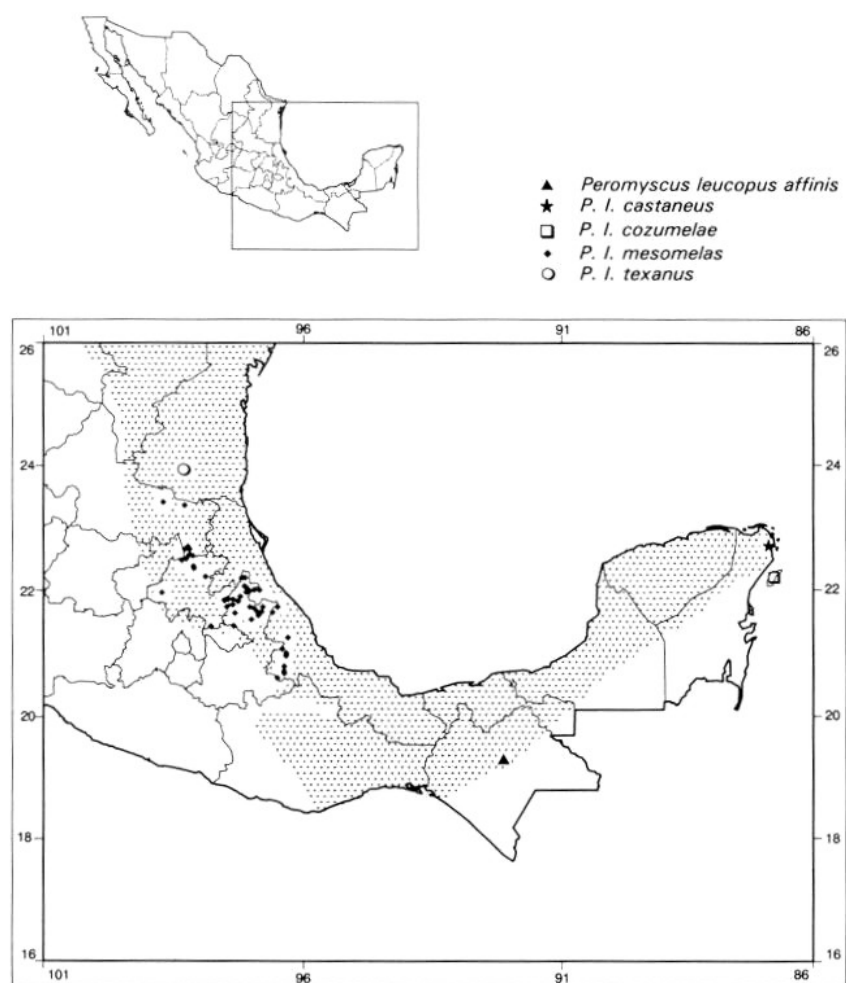 Peromyscus leucopus affinis
P. l. castaneus
P. l. cozumelae
P. l. mesomelas
P. l. texanus
101 96 91 86
26 26
24 24
22 22
20 20
18 18
16 16
101 96 91 86